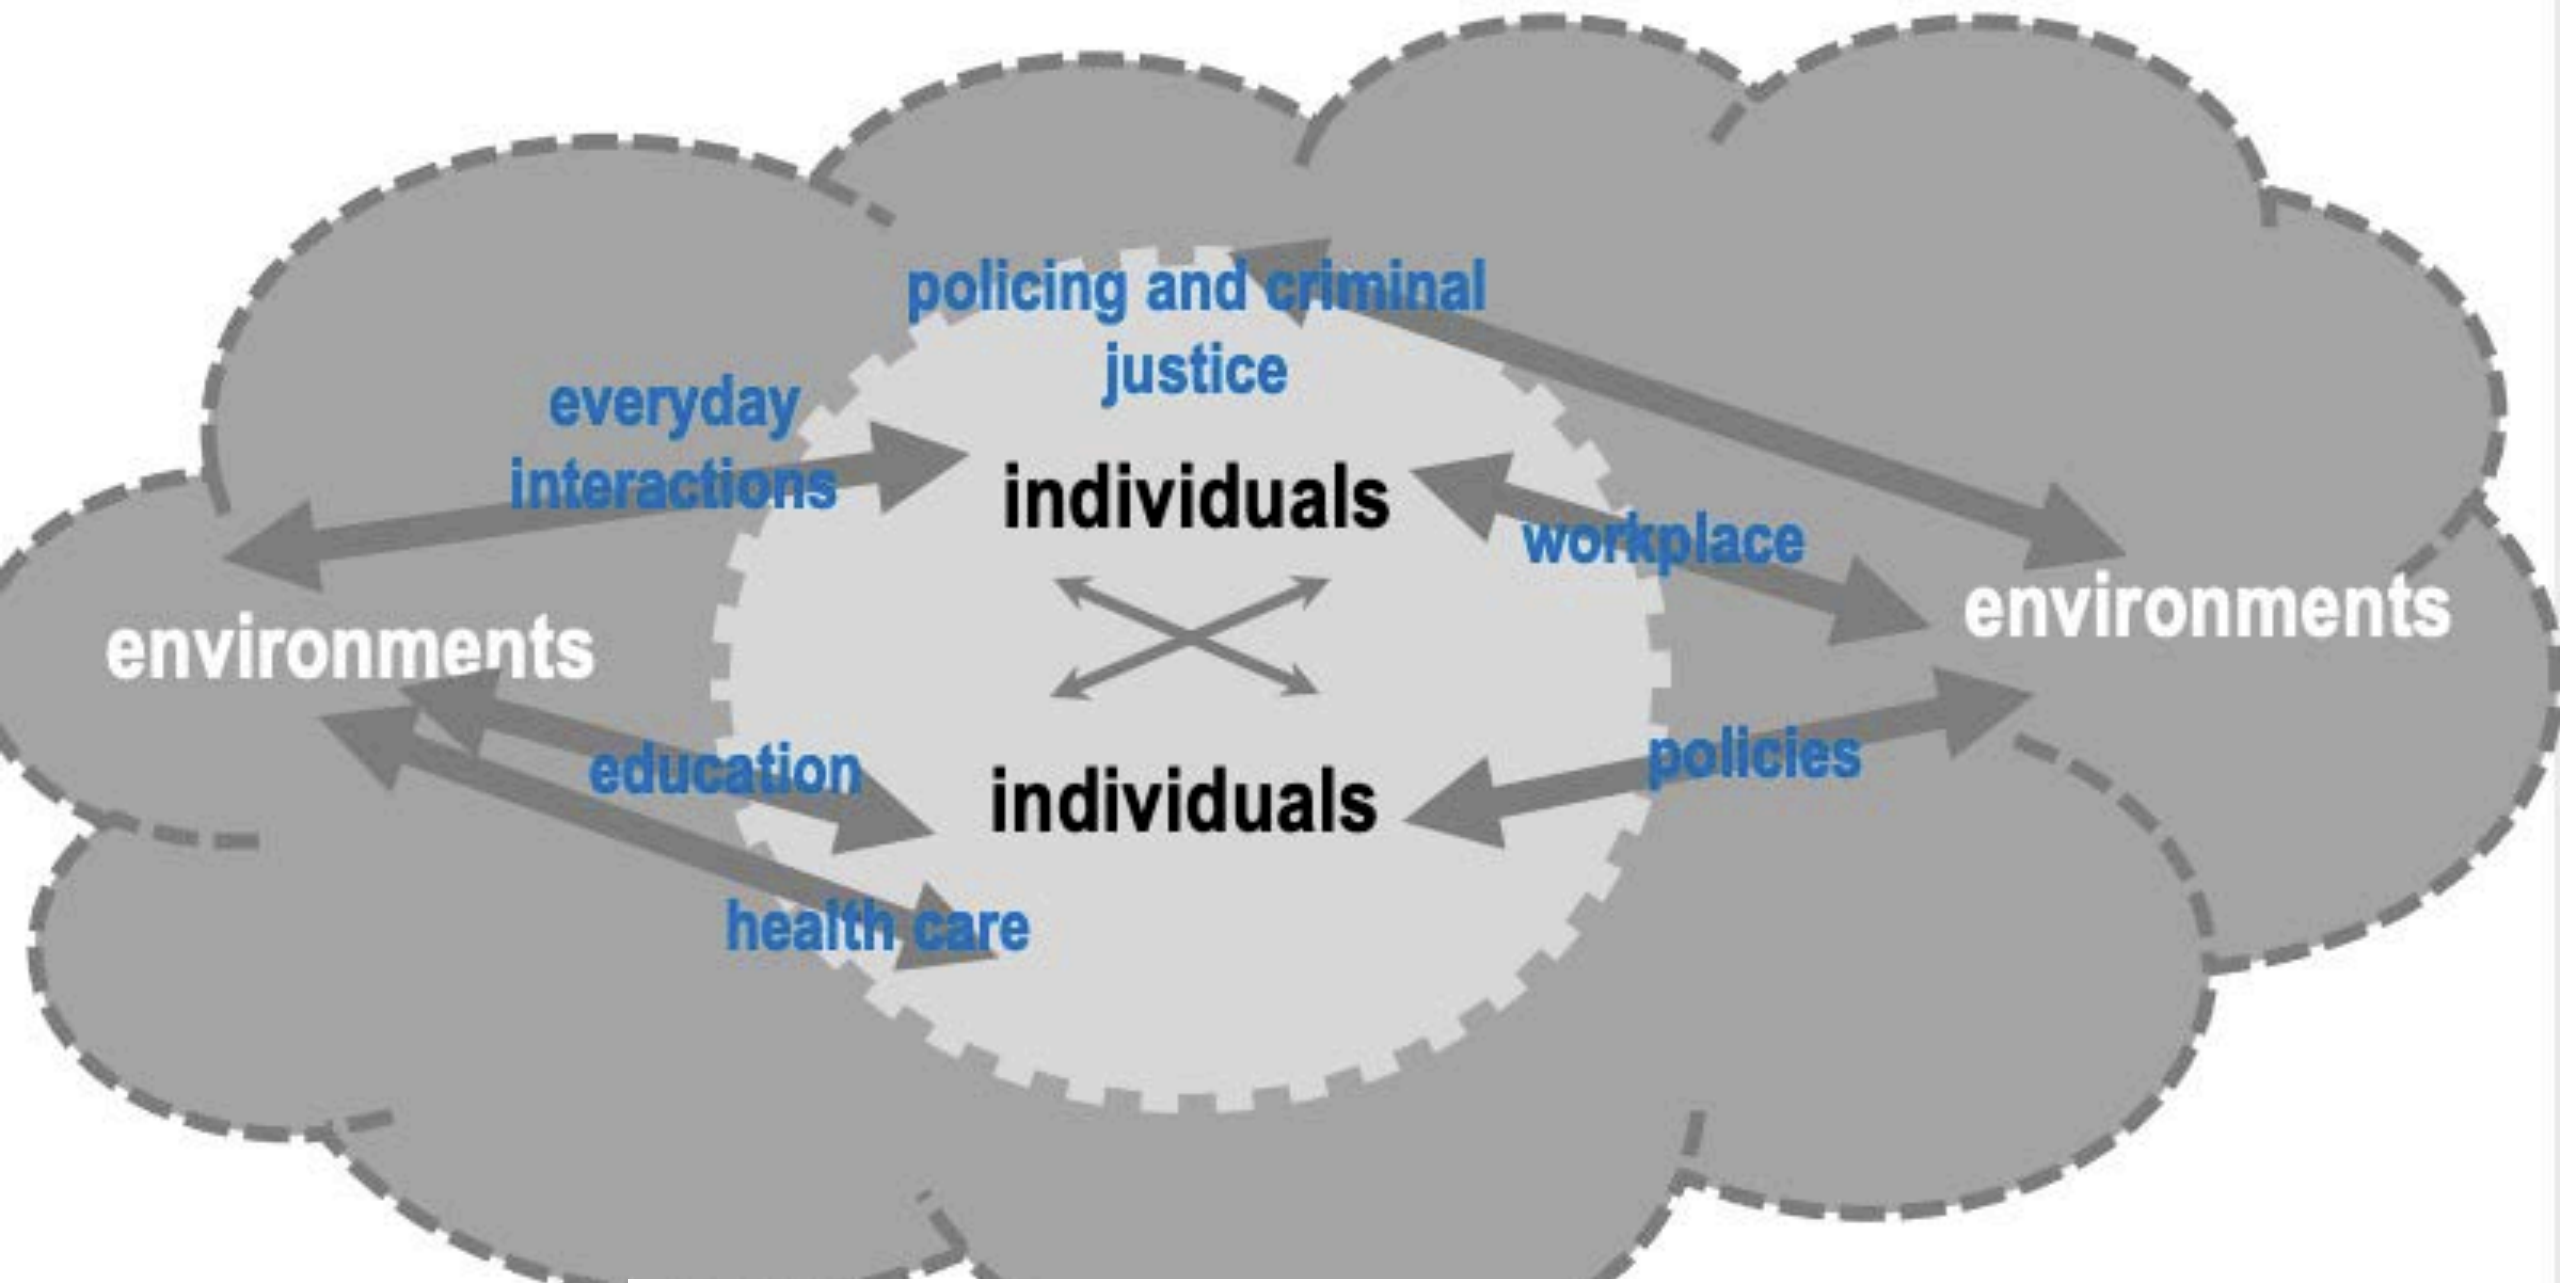 policing and criminal
justice
everyday
interactions
individuals
workplace
environments
environments
education
policies
individuals
health care